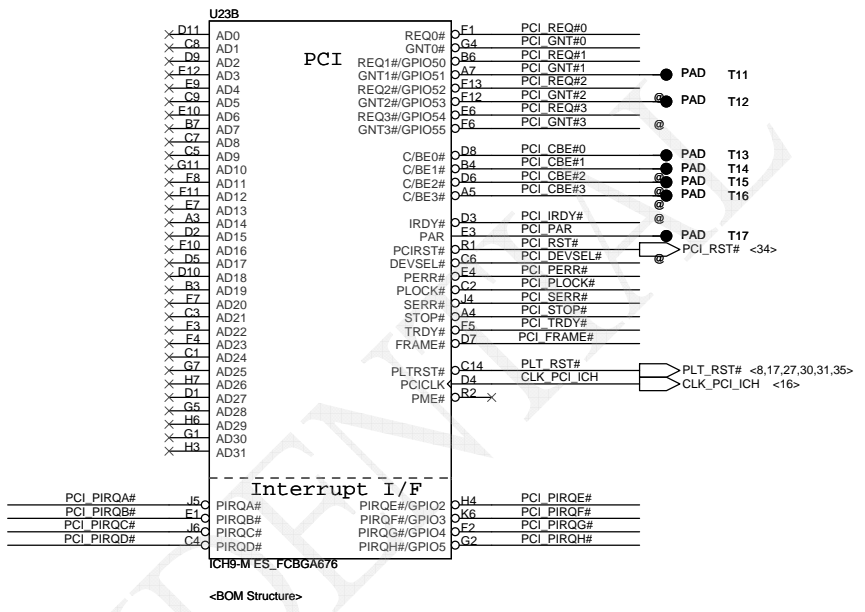 U23B
PCI
D11 AD0
C8 AD1
D9 AD2
E12 AD3
E9 AD4
C9 AD5
E10 AD6
B7 AD7
C7 AD8
C5 AD9
G11 AD10
F8 AD11
F11 AD12
E7 AD13
A3 AD14
D2 AD15
F10 AD16
D5 AD17
D10 AD18
B3 AD19
F7 AD20
C3 AD21
F3 AD22
F4 AD23
C1 AD24
G7 AD25
H7 AD26
D1 AD27
G5 AD28
H6 AD29
G1 AD30
H3 AD31
REQ0# F1 PCI_REQ#0
GNT0# G4 PCI_GNT#0
REQ1#/GPIO50 B6 PCI_REQ#1
GNT1#/GPIO51 A7 PCI_GNT#1 PAD T11
REQ2#/GPIO52 F13 PCI_REQ#2
GNT2#/GPIO53 F12 PCI_GNT#2 @ PAD T12
REQ3#/GPIO54 E6 PCI_REQ#3
GNT3#/GPIO55 F6 PCI_GNT#3 @
C/BE0# D8 PCI_CBE#0 PAD T13
C/BE1# B4 PCI_CBE#1 PAD T14
C/BE2# D6 PCI_CBE#2 @ PAD T15
C/BE3# A5 PCI_CBE#3 @ PAD T16
@
IRDY# D3 PCI_IRDY# @
PAR E3 PCI_PAR PAD T17
PCIRST# R1 PCI_RST# PCI_RST# <34>
DEVSEL# C6 PCI_DEVSEL# @
PERR# E4 PCI_PERR#
PLOCK# C2 PCI_PLOCK#
SERR# J4 PCI_SERR#
STOP# A4 PCI_STOP#
TRDY# F5 PCI_TRDY#
FRAME# D7 PCI_FRAME#
PLTRST# C14 PLT_RST# PLT_RST# <8,17,27,30,31,35>
PCICLK D4 CLK_PCI_ICH CLK_PCI_ICH <16>
PME# R2
Interrupt I/F
PCI_PIRQA# J5 PIRQA# PIRQE#/GPIO2 H4 PCI_PIRQE#
PCI_PIRQB# E1 PIRQB# PIRQF#/GPIO3 K6 PCI_PIRQF#
PCI_PIRQC# J6 PIRQC# PIRQG#/GPIO4 F2 PCI_PIRQG#
PCI_PIRQD# C4 PIRQD# PIRQH#/GPIO5 G2 PCI_PIRQH#
ICH9-M ES_FCBGA676
<BOM Structure>